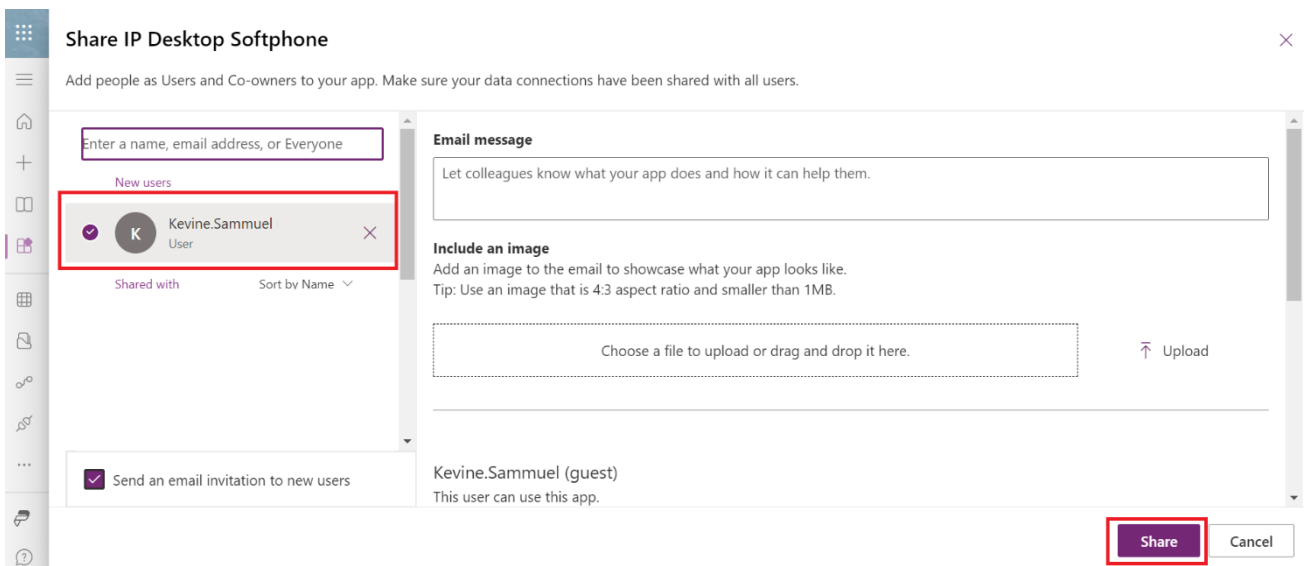 Share IP Desktop Softphone
Add people as Users and Co-owners to your app. Make sure your data connections have been shared with all users.
Enter a name, email address, or Everyone
New users
K
Kevine.Sammuel
User
Shared with
Sort by Name
Send an email invitation to new users
Email message
Let colleagues know what your app does and how it can help them.
Include an image
Add an image to the email to showcase what your app looks like.
Tip: Use an image that is 4:3 aspect ratio and smaller than 1MB.
Choose a file to upload or drag and drop it here.
Upload
Kevine.Sammuel (guest)
This user can use this app.
Share
Cancel